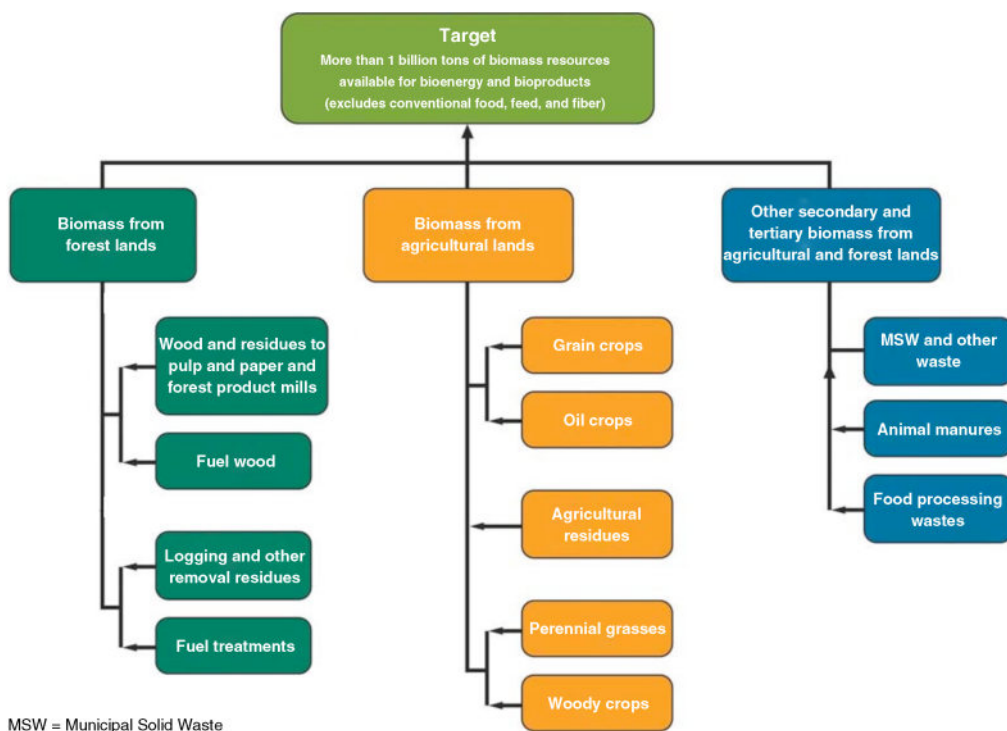 Target
More than 1 billion tons of biomass resources
available for bioenergy and bioproducts
(excludes conventional food, feed, and fiber)
Biomass from
forest lands
Wood and residues to
pulp and paper and
forest product mills
Fuel wood
Logging and other
removal residues
Fuel treatments
Biomass from
agricultural lands
Grain crops
Oil crops
Agricultural
residues
Perennial grasses
Woody crops
Other secondary and
tertiary biomass from
agricultural and forest lands
MSW and other
waste
Animal manures
Food processing
wastes
MSW = Municipal Solid Waste